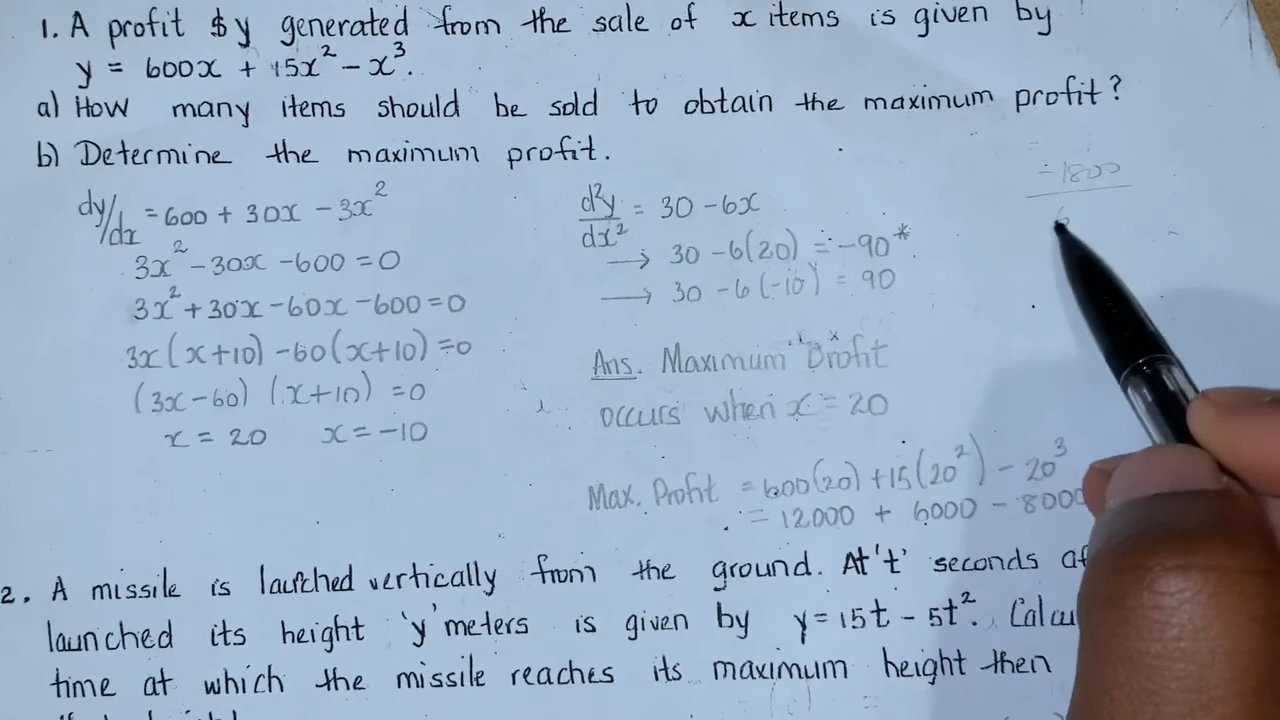 1. A profit $y generated from the sale of x items is given by
y = 600x + 15x² - x³.
a) How many items should be sold to obtain the maximum profit?
b) Determine the maximum profit.
dy/dx = 600 + 30x - 3x²
3x² - 30x - 600 = 0
3x² + 30x - 60x - 600 = 0
3x(x+10) - 60(x+10) = 0
(3x-60) (x+10) = 0
x = 20 x = -10
d²y/dx² = 30 - 6x
→ 30 - 6(20) = -90*
→ 30 - 6(-10) = 90
Ans. Maximum Profit
occurs when x = 20
Max. Profit = 600(20) + 15(20²) - 20³
= 12000 + 6000 - 8000
-1800
6
2. A missile is lauched vertically from the ground. At 't' seconds
launched its height 'y' meters is given by y = 15t - 5t².
time at which the missile reaches its maximum height then